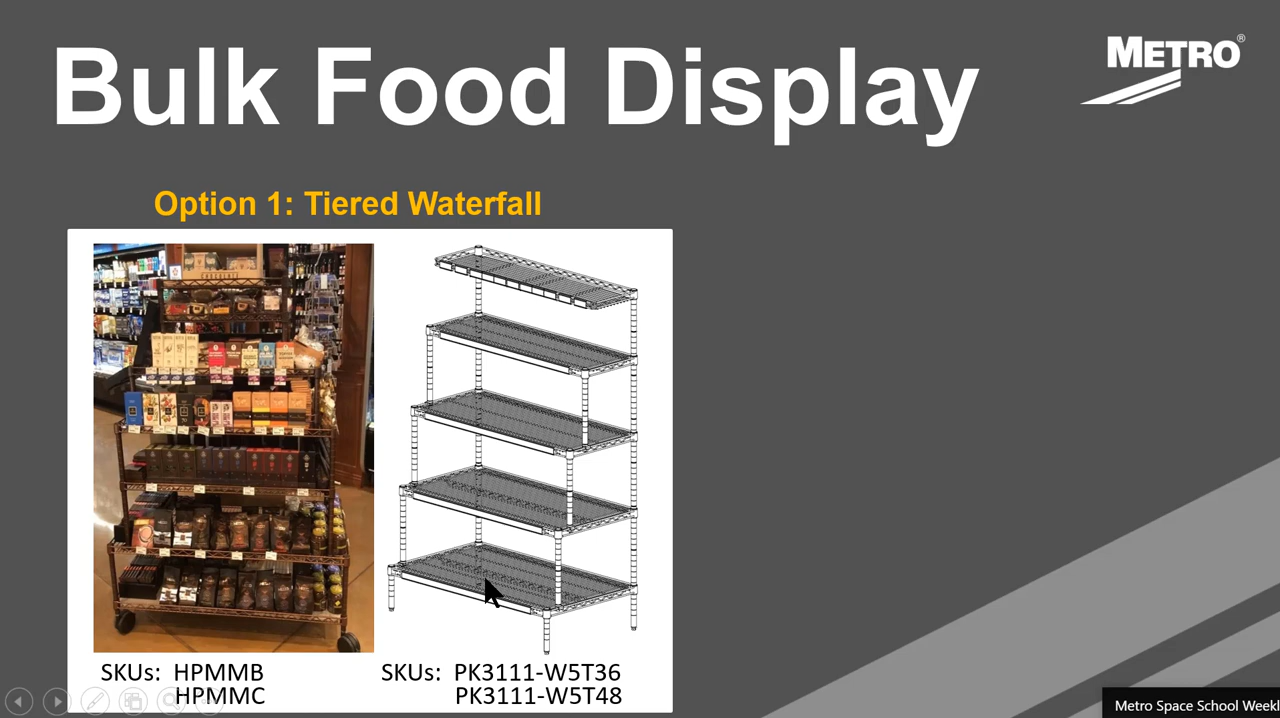 Bulk Food Display
METRO®
Option 1: Tiered Waterfall
SKUs: HPMMB
HPMMC
SKUs: PK3111-W5T36
PK3111-W5T48
Metro Space School Weekl